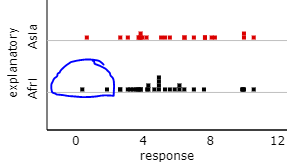 explanatory
Asia
Afri
0 4 8 12
response